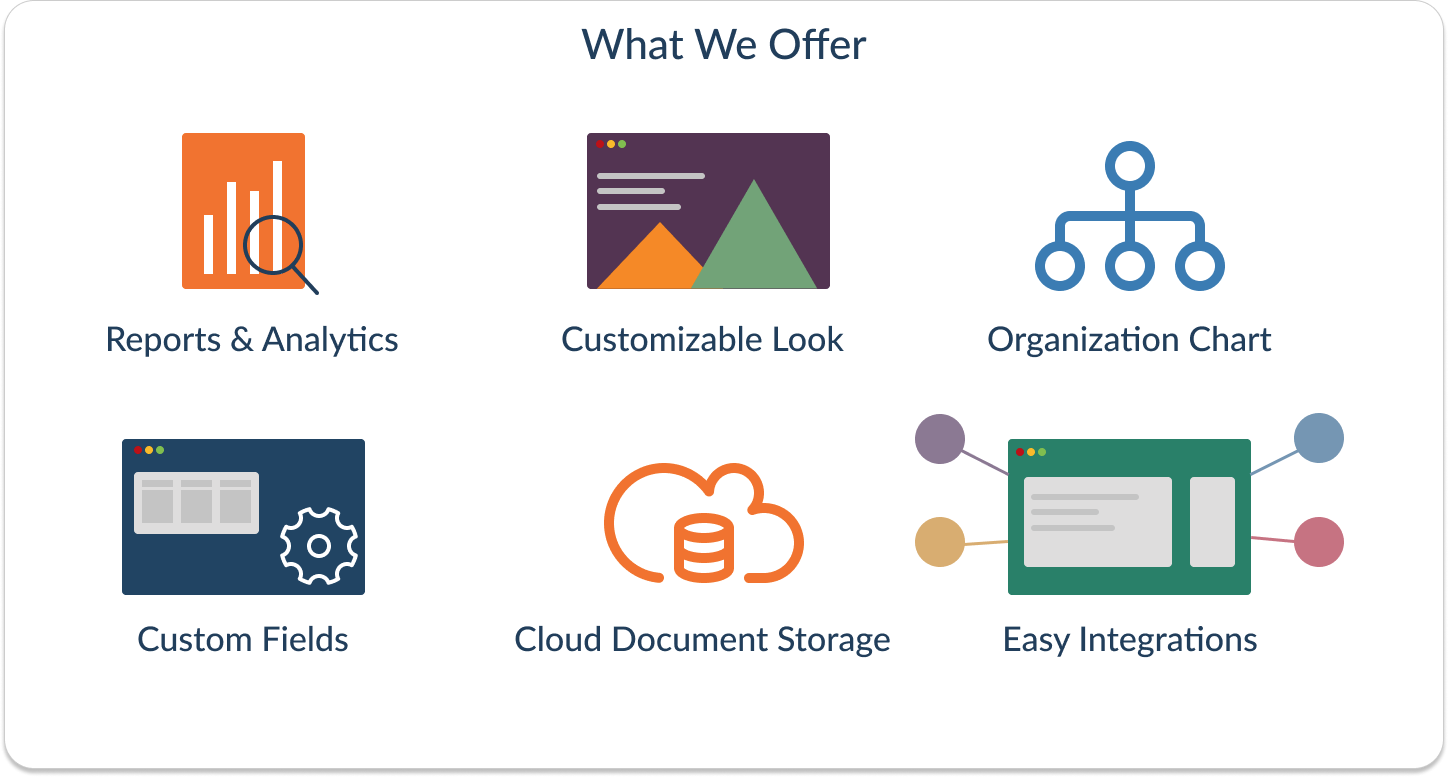 What We Offer
Reports & Analytics
Customizable Look
Organization Chart
Custom Fields
Cloud Document Storage
Easy Integrations